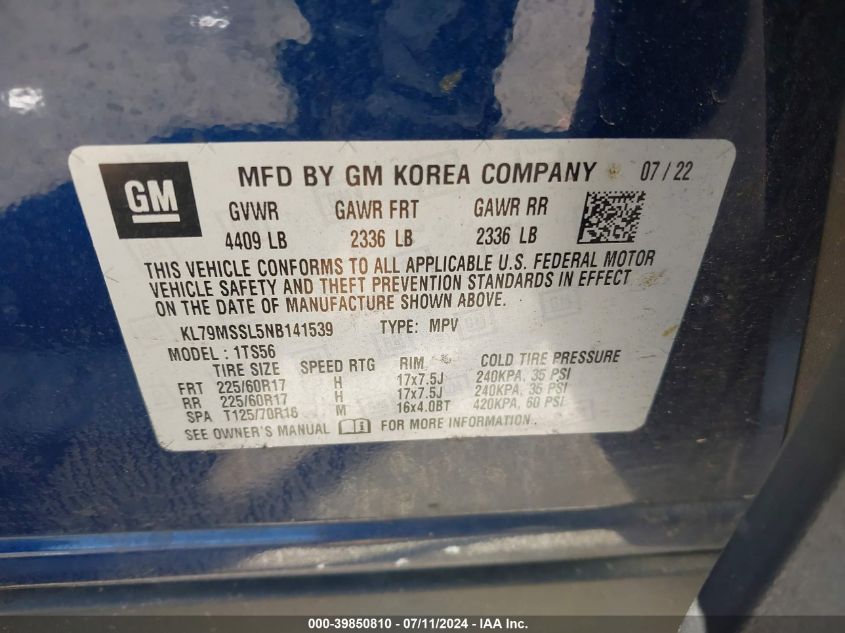 GM
MFD BY GM KOREA COMPANY 07/22
GVWR GAWR FRT GAWR RR
4409 LB 2336 LB 2336 LB
THIS VEHICLE CONFORMS TO ALL APPLICABLE U.S. FEDERAL MOTOR
VEHICLE SAFETY AND THEFT PREVENTION STANDARDS IN EFFECT
ON THE DATE OF MANUFACTURE SHOWN ABOVE.
KL79MSSL5NB141539 TYPE: MPV
MODEL : 1TS56
TIRE SIZE SPEED RTG RIM COLD TIRE PRESSURE
FRT 225/60R17 H 17x7.5J 240KPA, 35 PSI
RR 225/60R17 H 17x7.5J 240KPA, 35 PSI
SPA T125/70R16 M 16x4.0BT 420KPA, 60 PSI
SEE OWNER'S MANUAL FOR MORE INFORMATION.
000-39850810 - 07/11/2024 - IAA Inc.